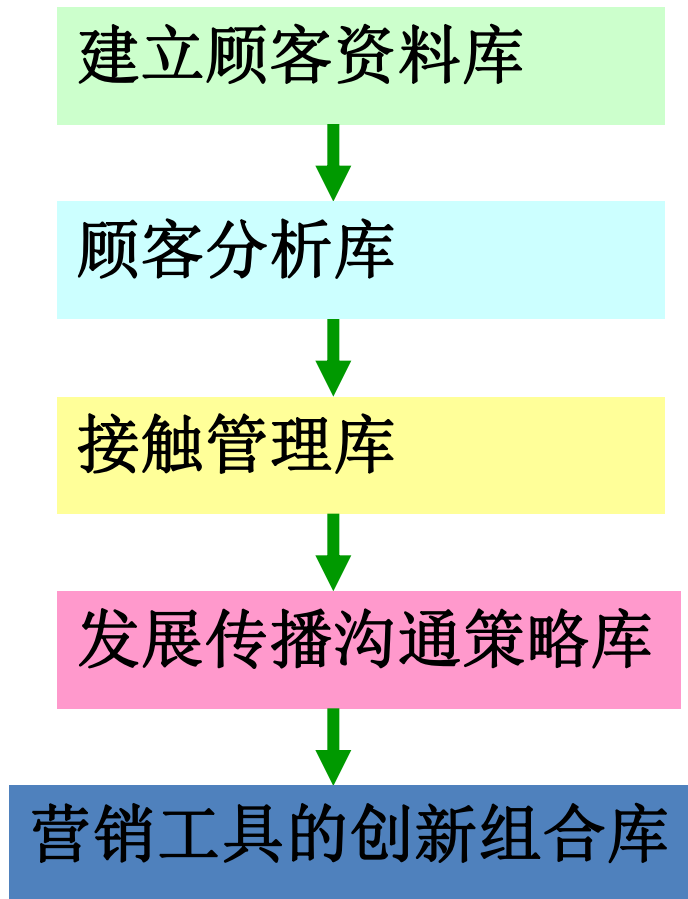 建立顾客资料库
顾客分析库
接触管理库
发展传播沟通策略库
营销工具的创新组合库